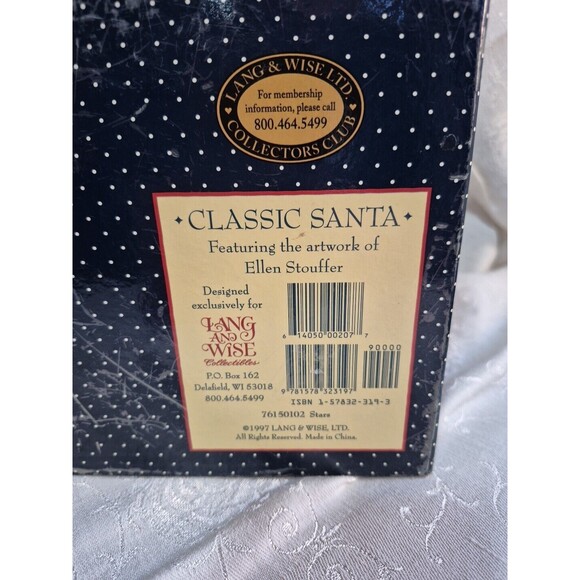 LANG & WISE LTD.
For membership
information, please call
800.464.5499
COLLECTORS CLUB
CLASSIC SANTA
Featuring the artwork of
Ellen Stouffer
Designed
exclusively for
LANG
AND
WISE
Collectibles
P.O. Box 162
Delafield, WI 53018
800.464.5499
6 14050 00207 7
90000
9 781578 323197
ISBN 1-57832-319-3
76150102 Stars
©1997 LANG & WISE, LTD.
All Rights Reserved. Made in China.